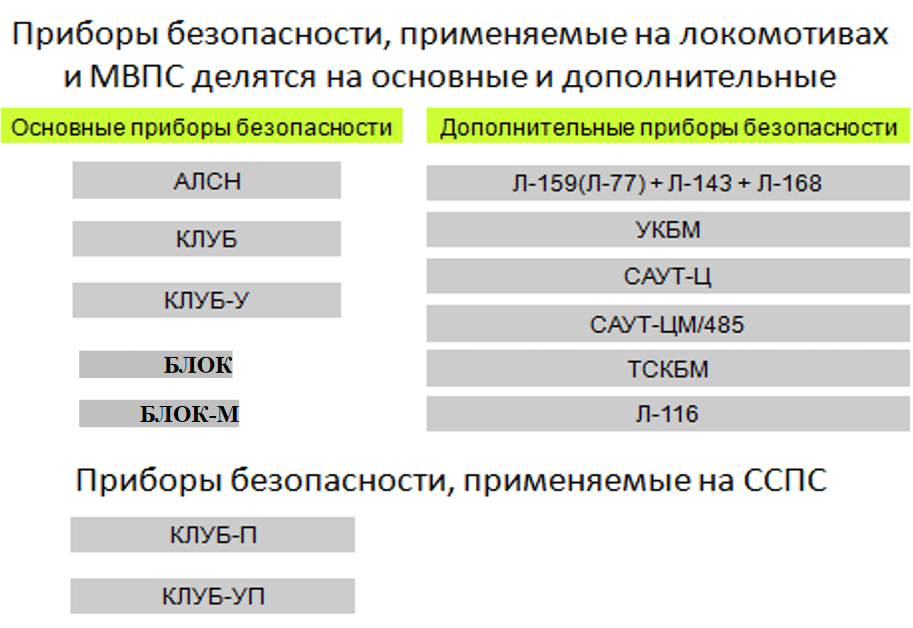 Приборы безопасности, применяемые на локомотивах
и МВПС делятся на основные и дополнительные
Основные приборы безопасности
Дополнительные приборы безопасности
АЛСН
КЛУБ
КЛУБ-У
БЛОК
БЛОК-М
Л-159(Л-77) + Л-143 + Л-168
УКБМ
САУТ-Ц
САУТ-ЦМ/485
ТСКБМ
Л-116
Приборы безопасности, применяемые на ССПС
КЛУБ-П
КЛУБ-УП